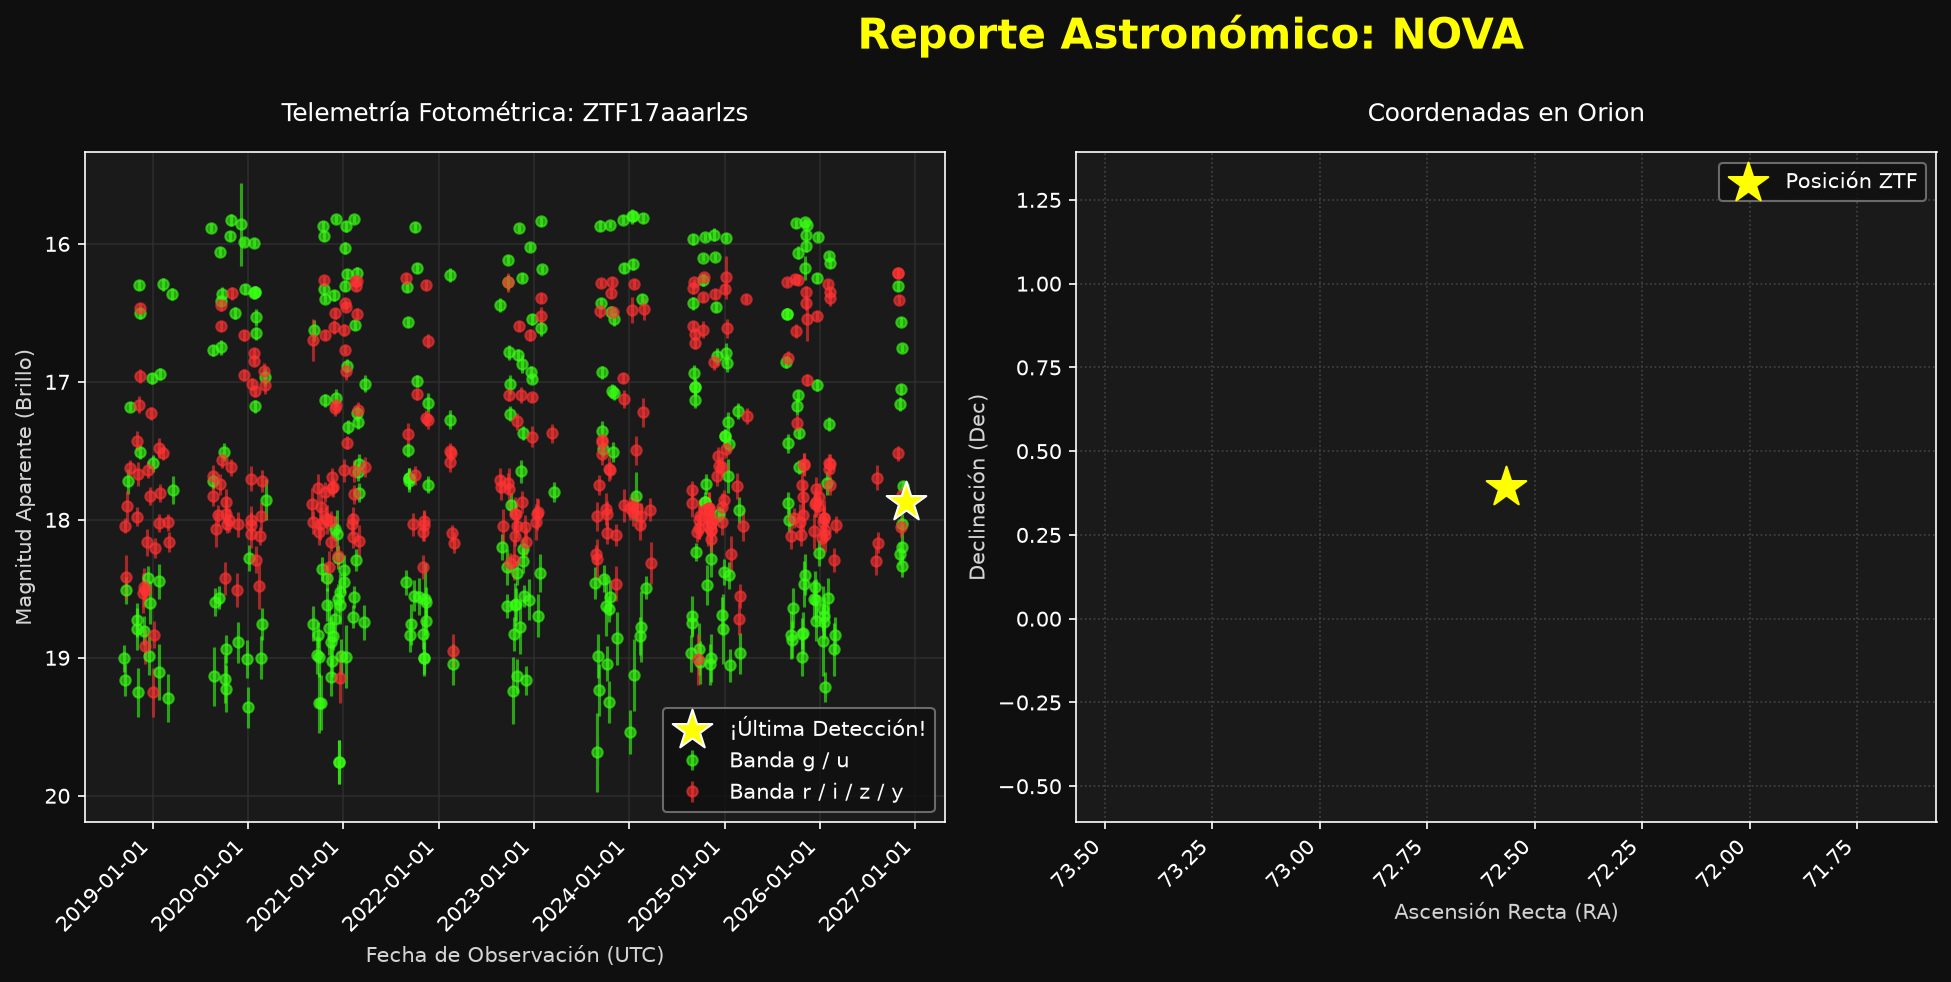 Reporte Astronómico: NOVA
Telemetría Fotométrica: ZTF17aaarlzs
Magnitud Aparente (Brillo)
16
17
18
19
20
¡Última Detección!
Banda g / u
Banda r / i / z / y
2019-01-01
2020-01-01
2021-01-01
2022-01-01
2023-01-01
2024-01-01
2025-01-01
2026-01-01
2027-01-01
Fecha de Observación (UTC)
Coordenadas en Orion
Posición ZTF
Declinación (Dec)
1.25
1.00
0.75
0.50
0.25
0.00
−0.25
−0.50
73.50
73.25
73.00
72.75
72.50
72.25
72.00
71.75
Ascensión Recta (RA)